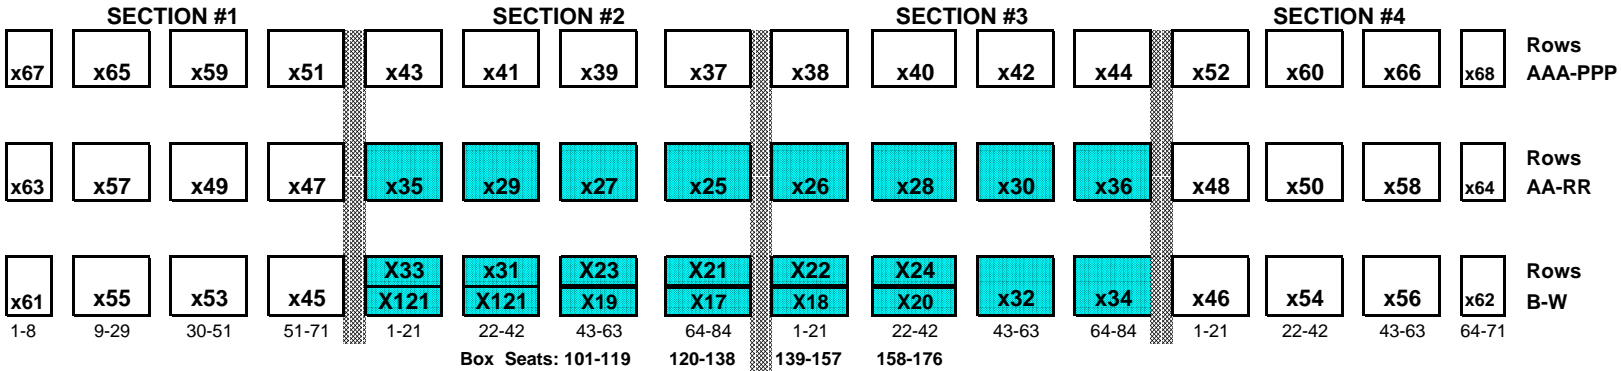 SECTION #1 SECTION #2 SECTION #3 SECTION #4
x67 x65 x59 x51 x43 x41 x39 x37 x38 x40 x42 x44 x52 x60 x66 x68 Rows AAA-PPP
x63 x57 x49 x47 x35 x29 x27 x25 x26 x28 x30 x36 x48 x50 x58 x64 Rows AA-RR
X33 x31 X23 X21 X22 X24 Rows
x61 x55 x53 x45 X121 X121 X19 X17 X18 X20 x32 x34 x46 x54 x56 x62 B-W
1-8 9-29 30-51 51-71 1-21 22-42 43-63 64-84 1-21 22-42 43-63 64-84 1-21 22-42 43-63 64-71
Box Seats: 101-119 120-138 139-157 158-176